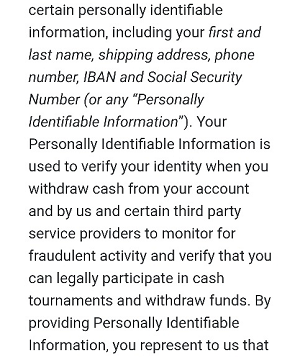 certain personally identifiable
information, including your first and
last name, shipping address, phone
number, IBAN and Social Security
Number (or any “Personally
Identifiable Information”). Your
Personally Identifiable Information is
used to verify your identity when you
withdraw cash from your account
and by us and certain third party
service providers to monitor for
fraudulent activity and verify that you
can legally participate in cash
tournaments and withdraw funds. By
providing Personally Identifiable
Information, you represent to us that